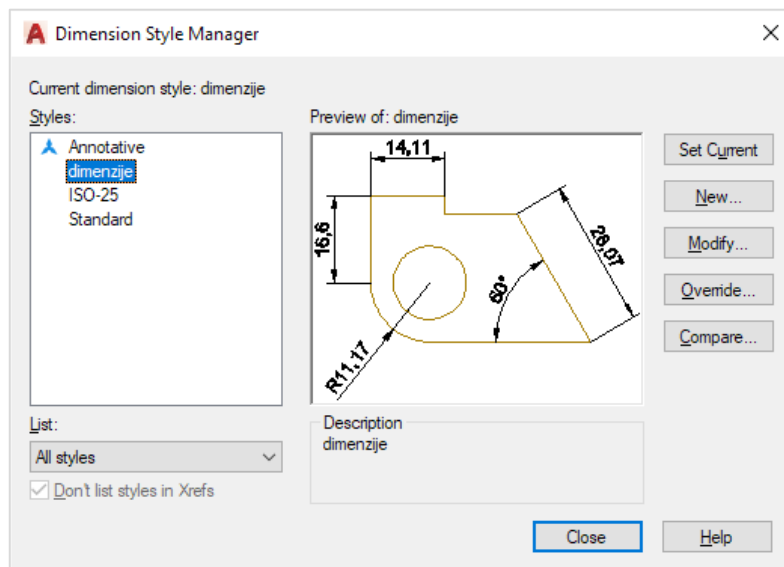 Dimension Style Manager
Current dimension style: dimenzije
Styles:
Annotative
dimenzije
ISO-25
Standard
List:
All styles
Don't list styles in Xrefs
Preview of: dimenzije
14,11
16,6
28,07
60°
R11,17
Description
dimenzije
Set Current
New...
Modify...
Override...
Compare...
Close
Help